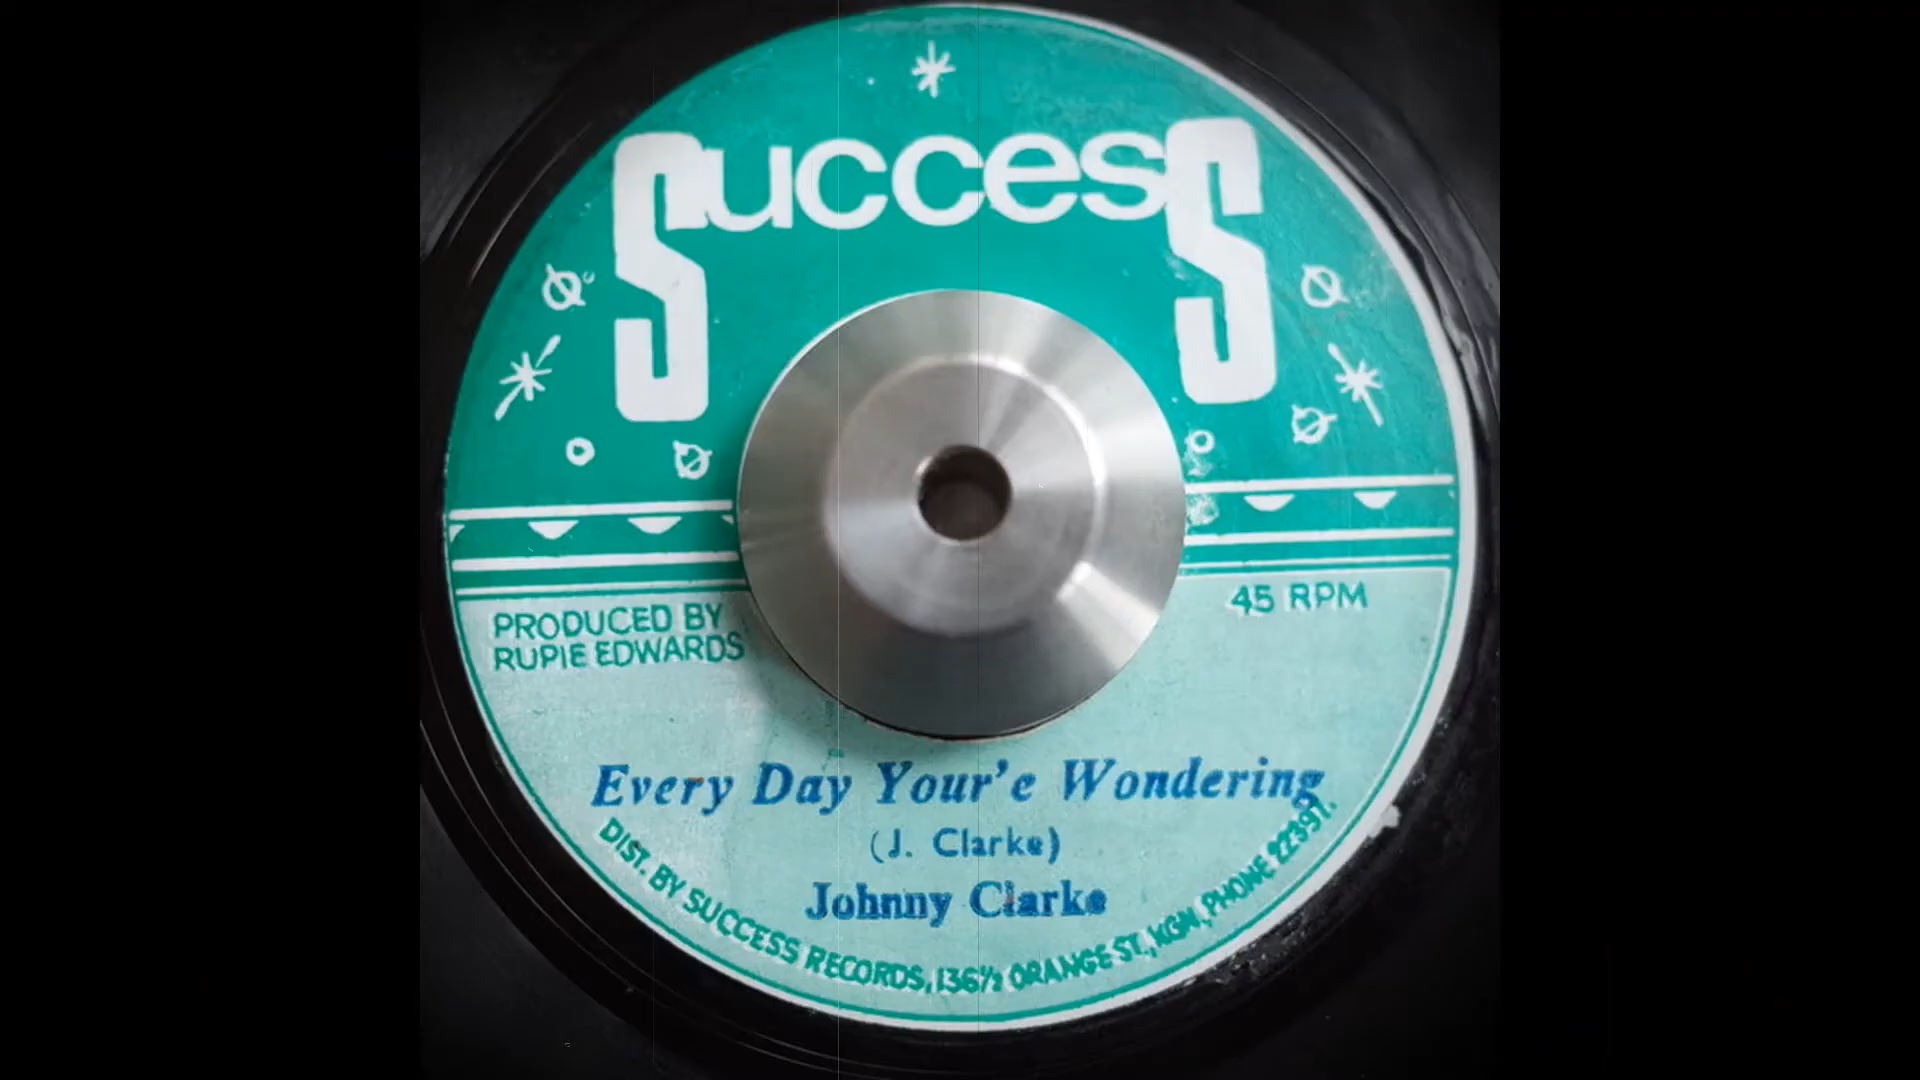 Success
PRODUCED BY
RUPIE EDWARDS
45 RPM
Every Day Your'e Wondering
(J. Clarke)
Johnny Clarke
DIST. BY SUCCESS RECORDS, 136½ ORANGE ST., KGN, PHONE 22397.